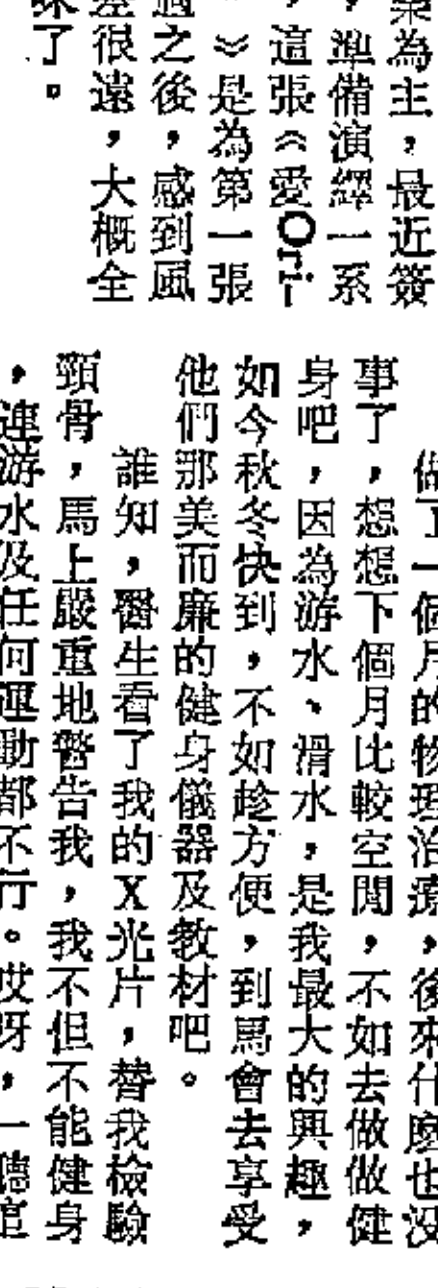 業為主，最近簽
，準備演繹一系
，這張《愛Ori-
》是為第一張
過之後，感到風
差很遠，大概全
味了。
做了一個月的物理治療，後來什麼也没
事了，想想下個月比較空閒，不如去做做健
身吧，因為游水、滑水，是我最大的興趣，
如今秋冬快到，不如趁方便，到馬會去享受
他們那美而廉的健身儀器及教材吧。
誰知，醫生看了我的X光片，替我檢驗
頸骨，馬上嚴重地警告我，我不但不能健身
，連游水及任何運動都不行。哎呀，一聽